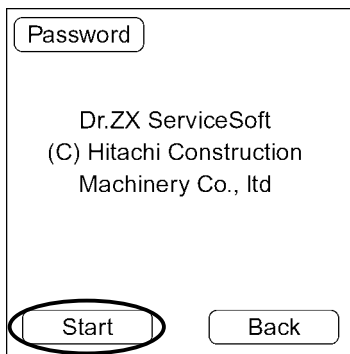 Password
Dr.ZX ServiceSoft
(C) Hitachi Construction
Machinery Co., ltd
Start Back